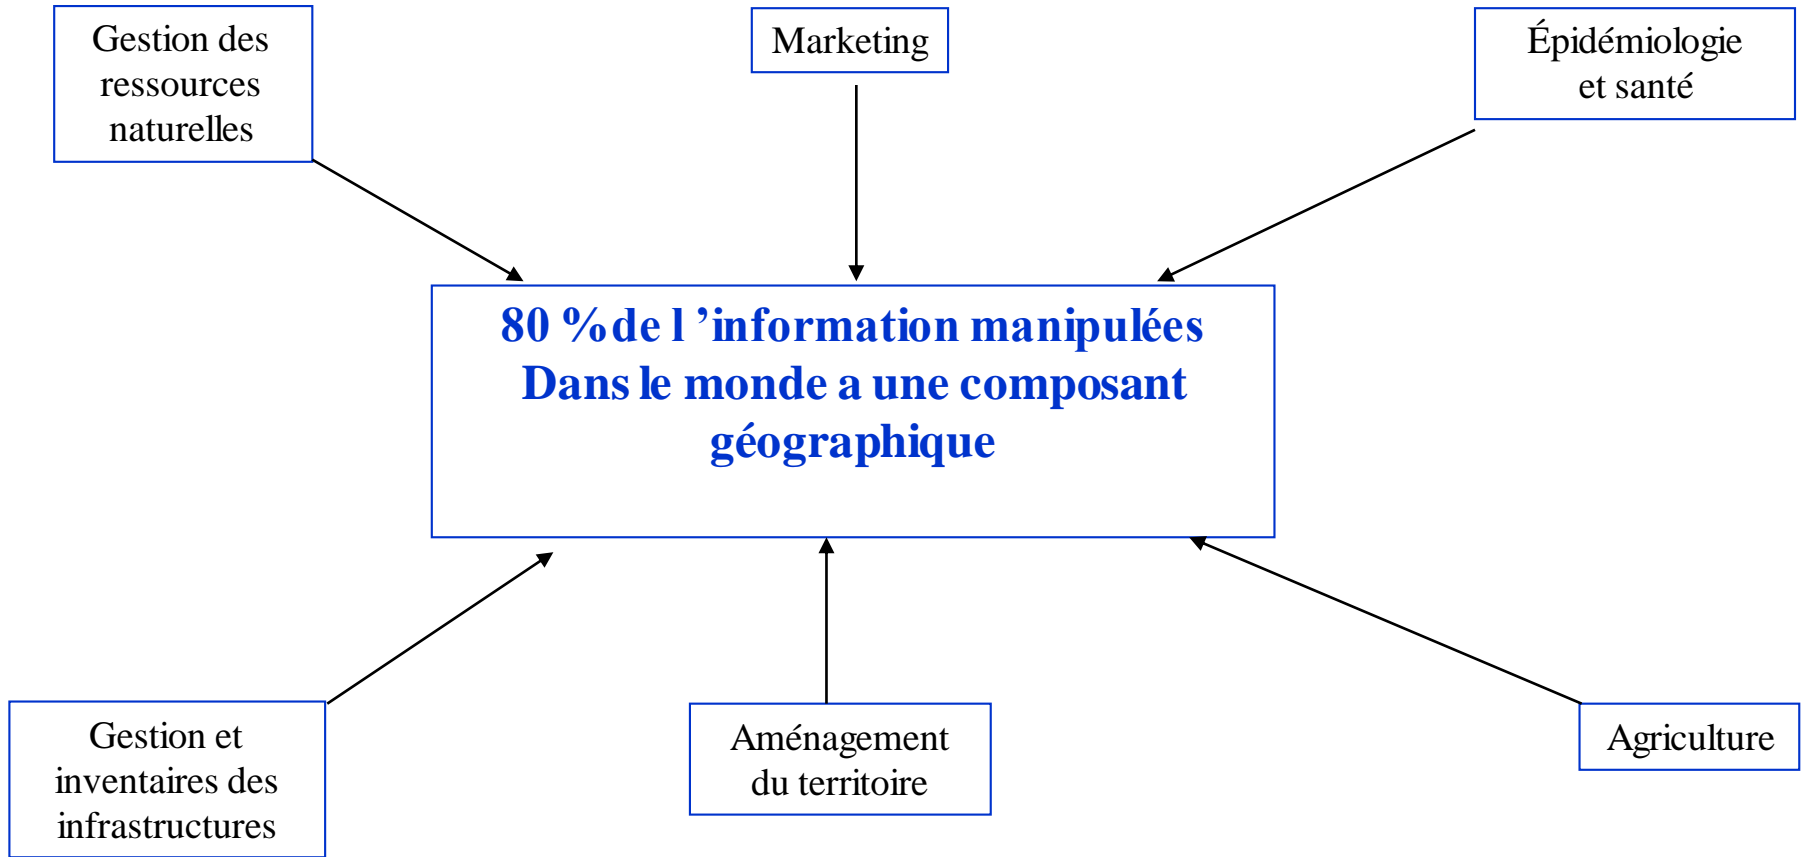 Gestion des
ressources
naturelles
Marketing
Épidémiologie
et santé
80 % de l ’information manipulées
Dans le monde a une composant
géographique
Gestion et
inventaires des
infrastructures
Aménagement
du territoire
Agriculture